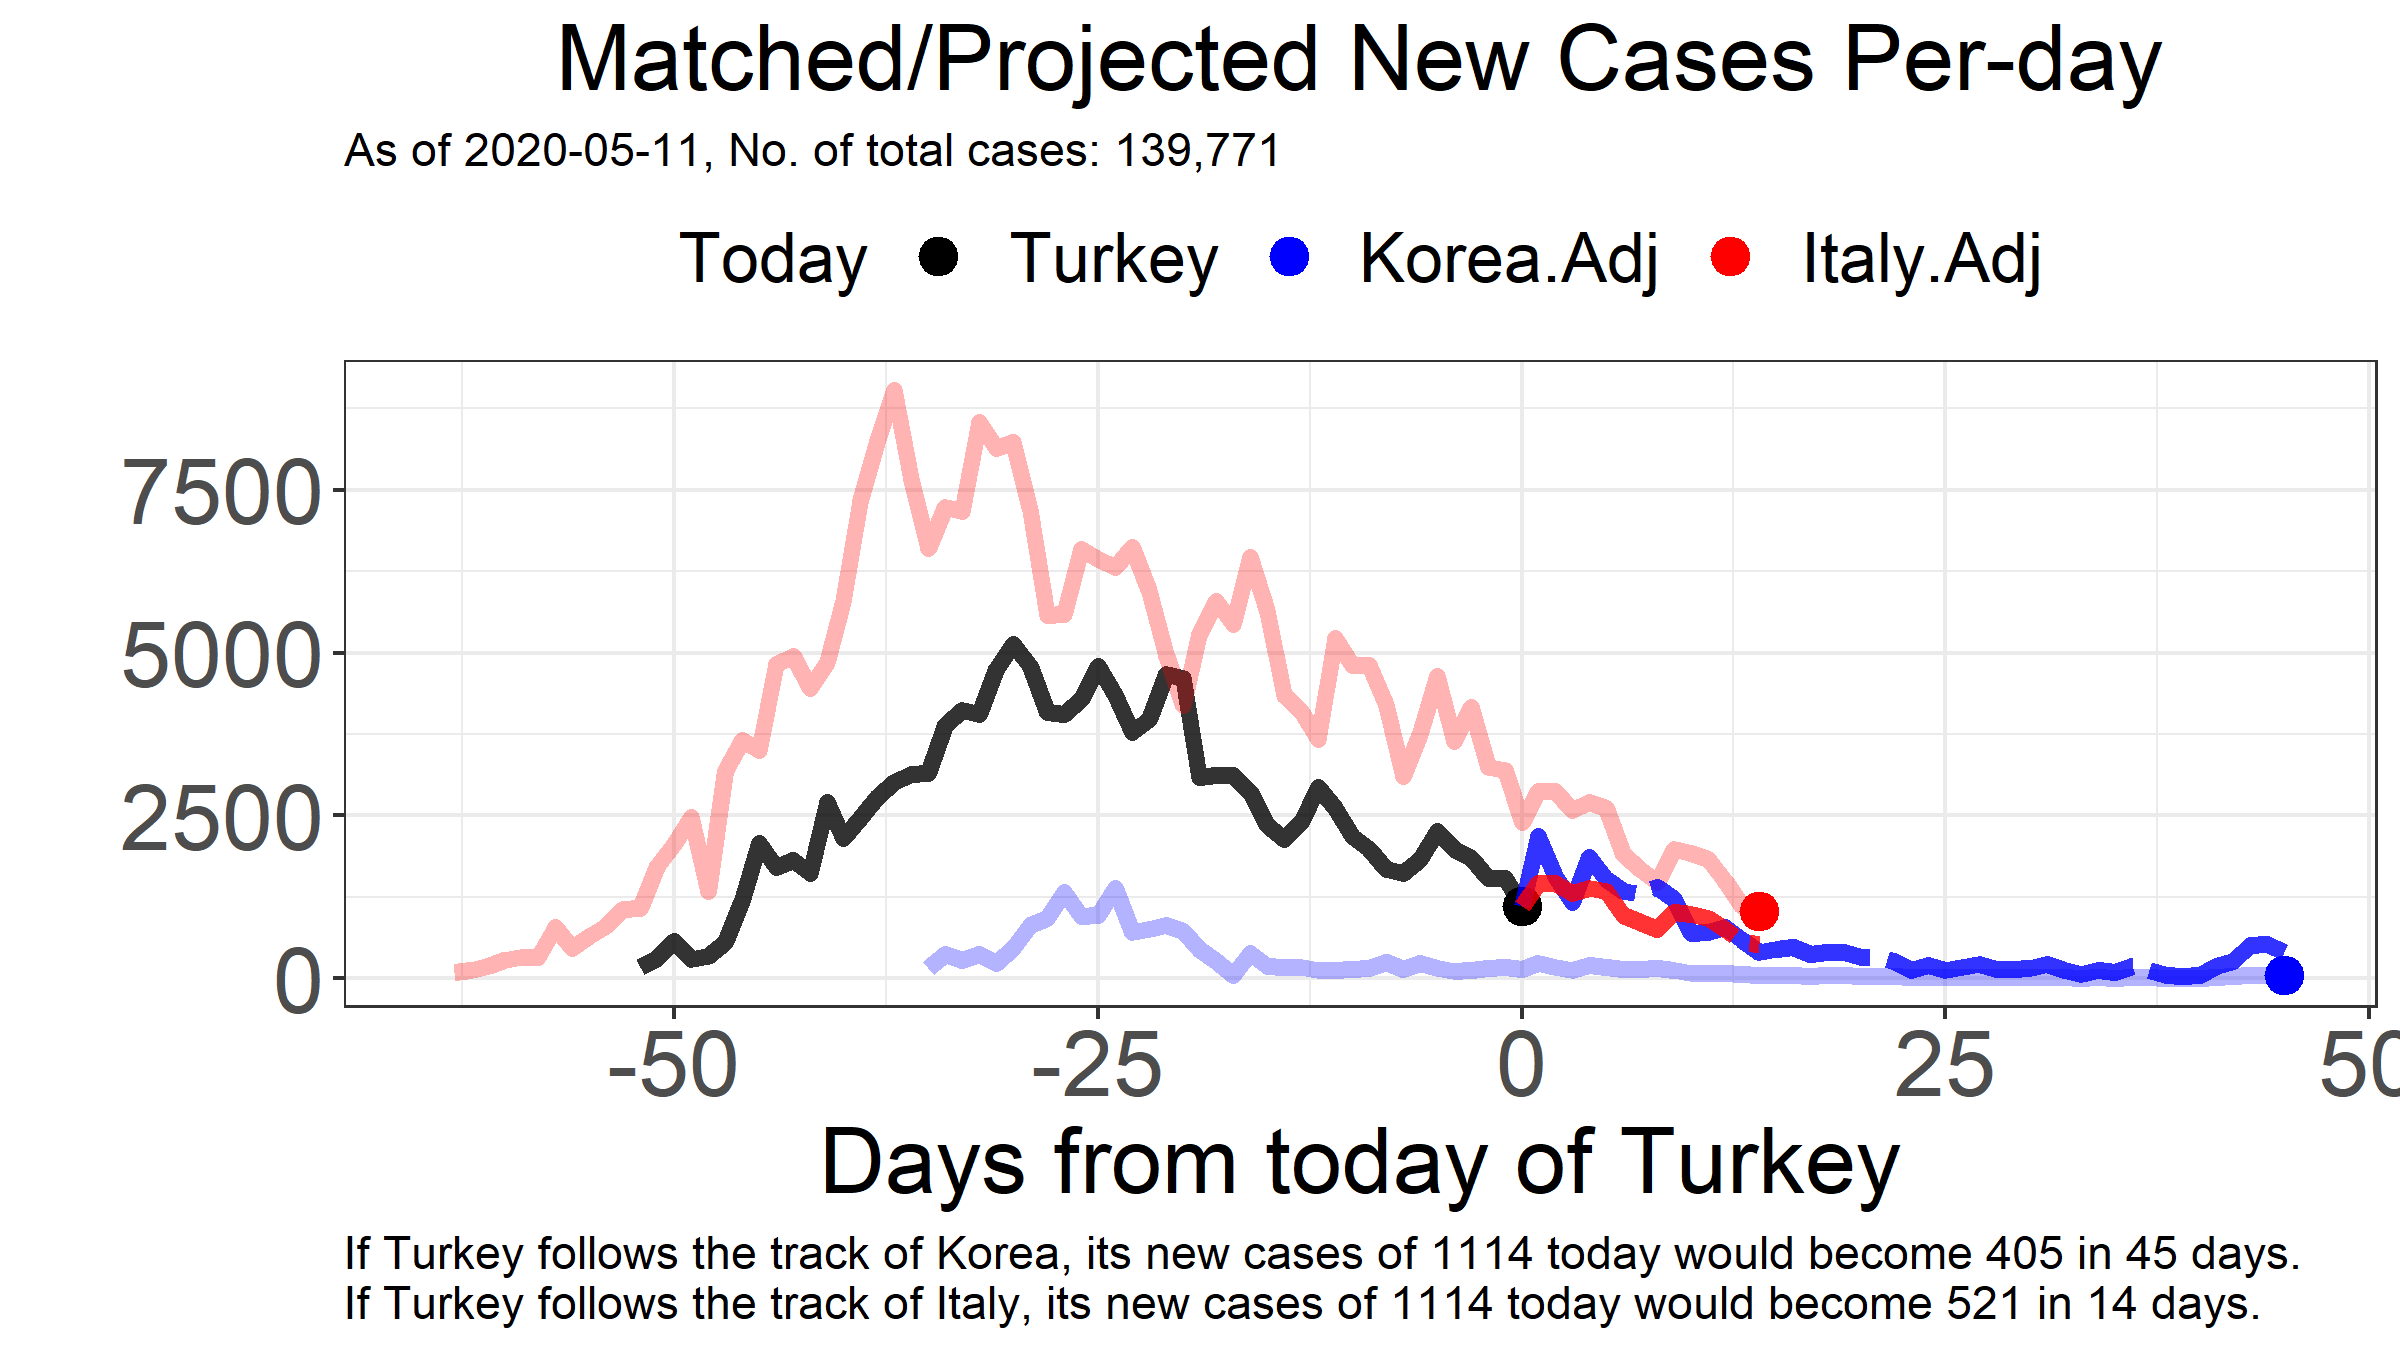 Matched/Projected New Cases Per-day
As of 2020-05-11, No. of total cases: 139,771
Today Turkey Korea.Adj Italy.Adj
7500
5000
2500
0
-50 -25 0 25 50
Days from today of Turkey
If Turkey follows the track of Korea, its new cases of 1114 today would become 405 in 45 days.
If Turkey follows the track of Italy, its new cases of 1114 today would become 521 in 14 days.